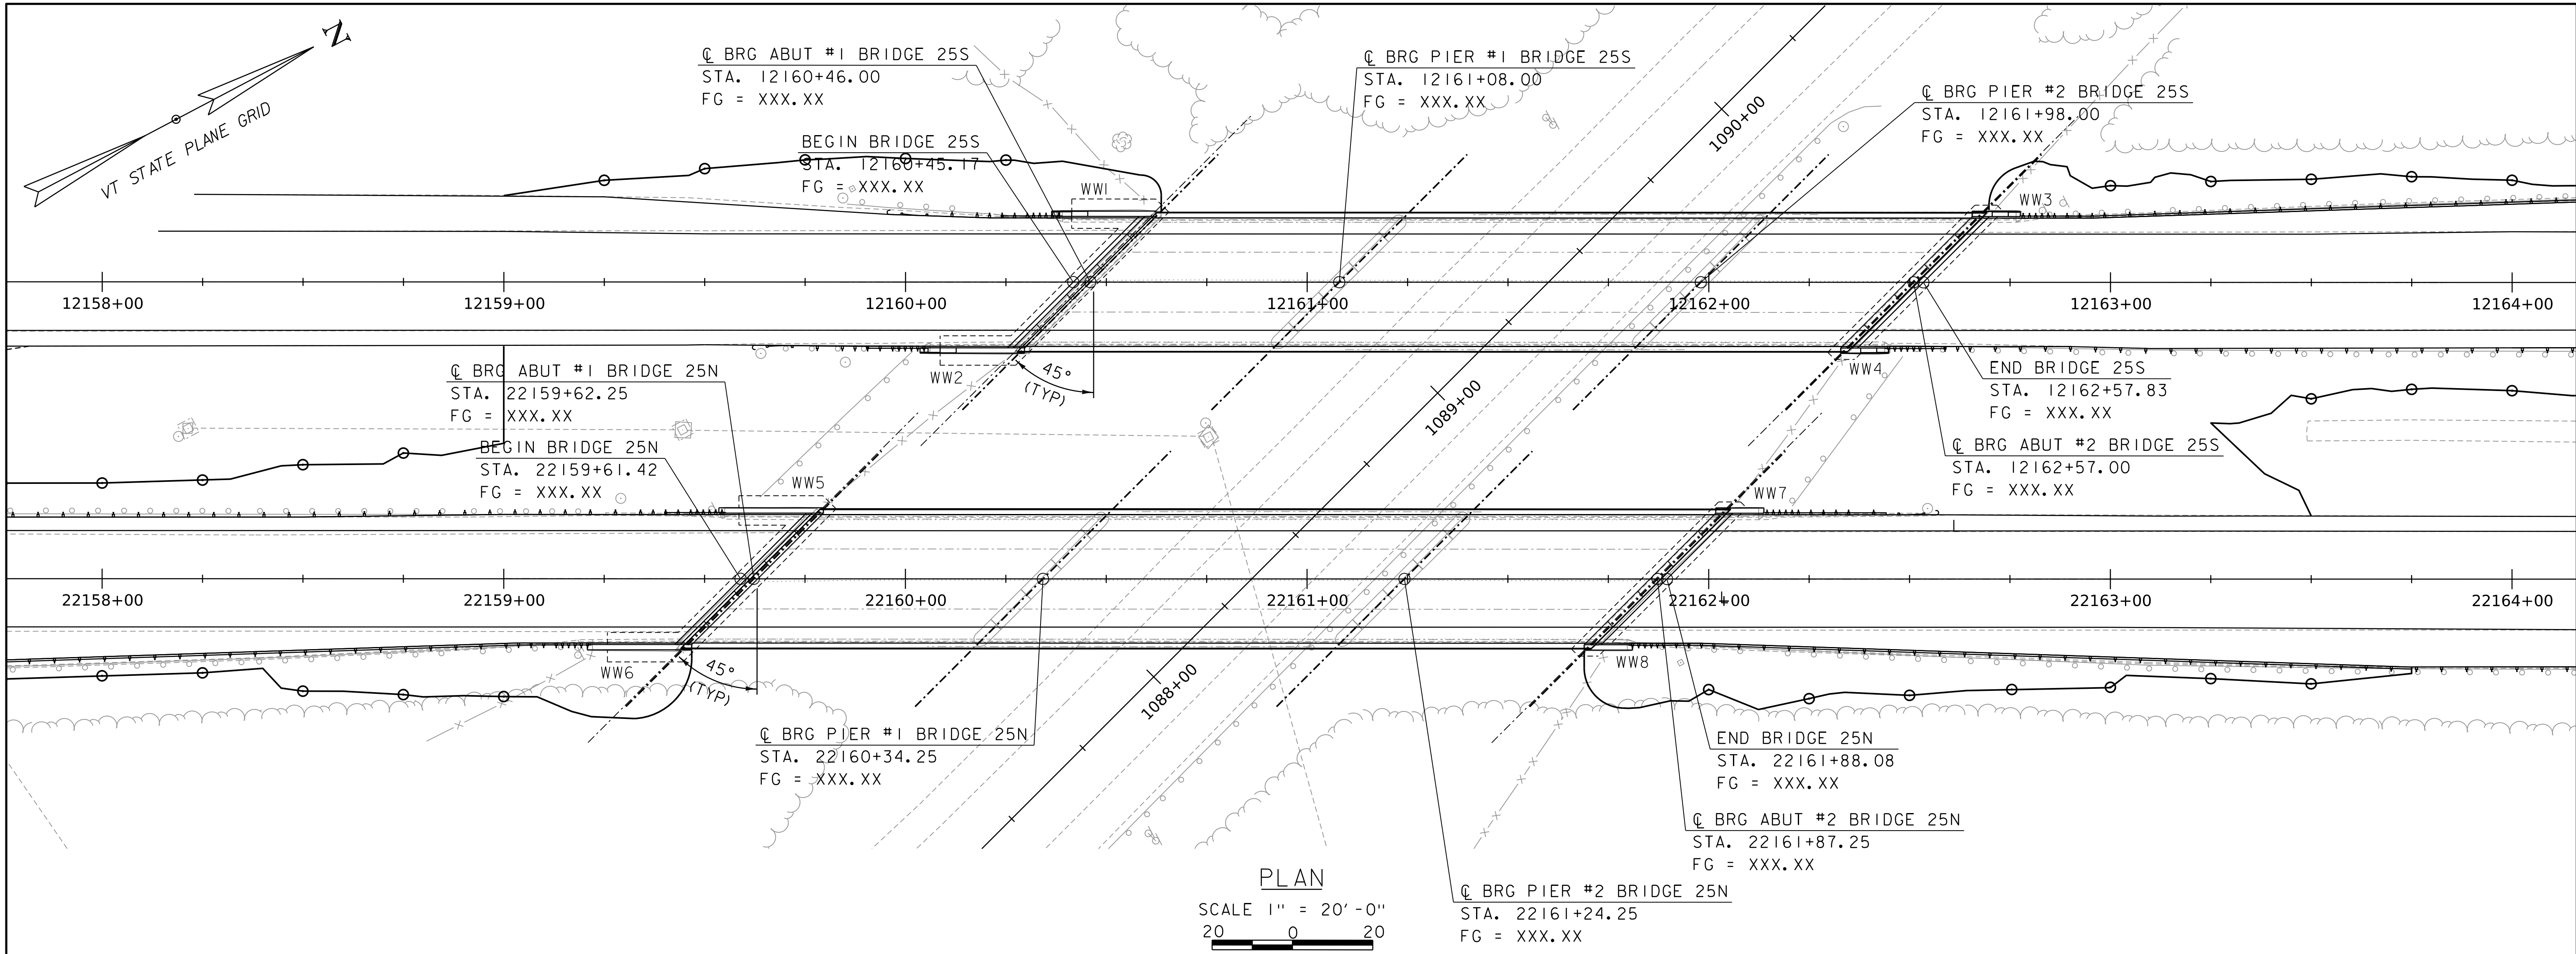 N
VT STATE PLANE GRID
℄ BRG ABUT #1 BRIDGE 25S
STA. 12160+46.00
FG = XXX.XX
BEGIN BRIDGE 25S
STA. 12160+45.17
FG = XXX.XX
℄ BRG PIER #1 BRIDGE 25S
STA. 12161+08.00
FG = XXX.XX
℄ BRG PIER #2 BRIDGE 25S
STA. 12161+98.00
FG = XXX.XX
1090+00
WW1
WW3
12158+00
12159+00
12160+00
12161+00
12162+00
12163+00
12164+00
WW2
45°
(TYP)
WW4
1089+00
END BRIDGE 25S
STA. 12162+57.83
FG = XXX.XX
℄ BRG ABUT #2 BRIDGE 25S
STA. 12162+57.00
FG = XXX.XX
℄ BRG ABUT #1 BRIDGE 25N
STA. 22159+62.25
FG = XXX.XX
BEGIN BRIDGE 25N
STA. 22159+61.42
FG = XXX.XX
WW5
WW7
22158+00
22159+00
22160+00
22161+00
22162+00
22163+00
22164+00
WW6
45°
(TYP)
WW8
1088+00
℄ BRG PIER #1 BRIDGE 25N
STA. 22160+34.25
FG = XXX.XX
END BRIDGE 25N
STA. 22161+88.08
FG = XXX.XX
℄ BRG ABUT #2 BRIDGE 25N
STA. 22161+87.25
FG = XXX.XX
℄ BRG PIER #2 BRIDGE 25N
STA. 22161+24.25
FG = XXX.XX
PLAN
SCALE 1" = 20'-0"
20 0 20